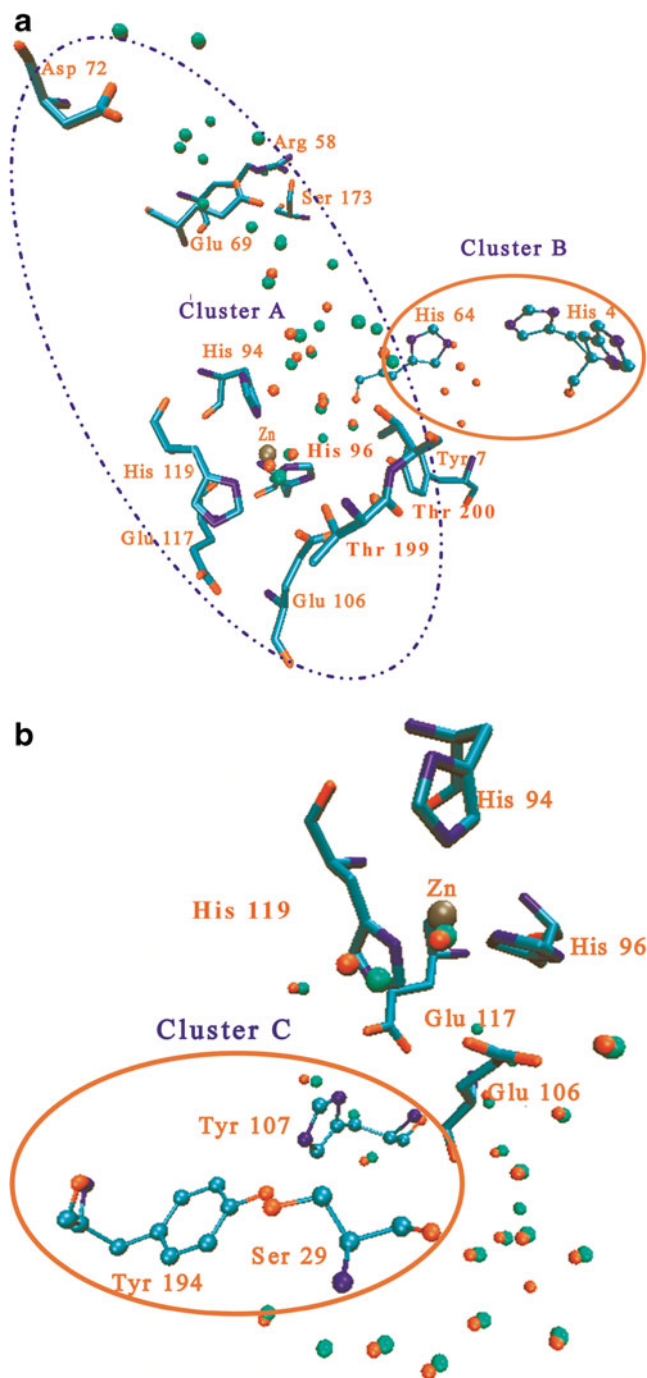 a
Asp 72
Arg 58
Ser 173
Glu 69
Cluster B
Cluster A
His 64
His 4
His 94
Zn
His 96
His 119
Tyr 7
Thr 200
Glu 117
Thr 199
Glu 106
b
His 94
Zn
His 119
His 96
Glu 117
Cluster C
Glu 106
Tyr 107
Ser 29
Tyr 194